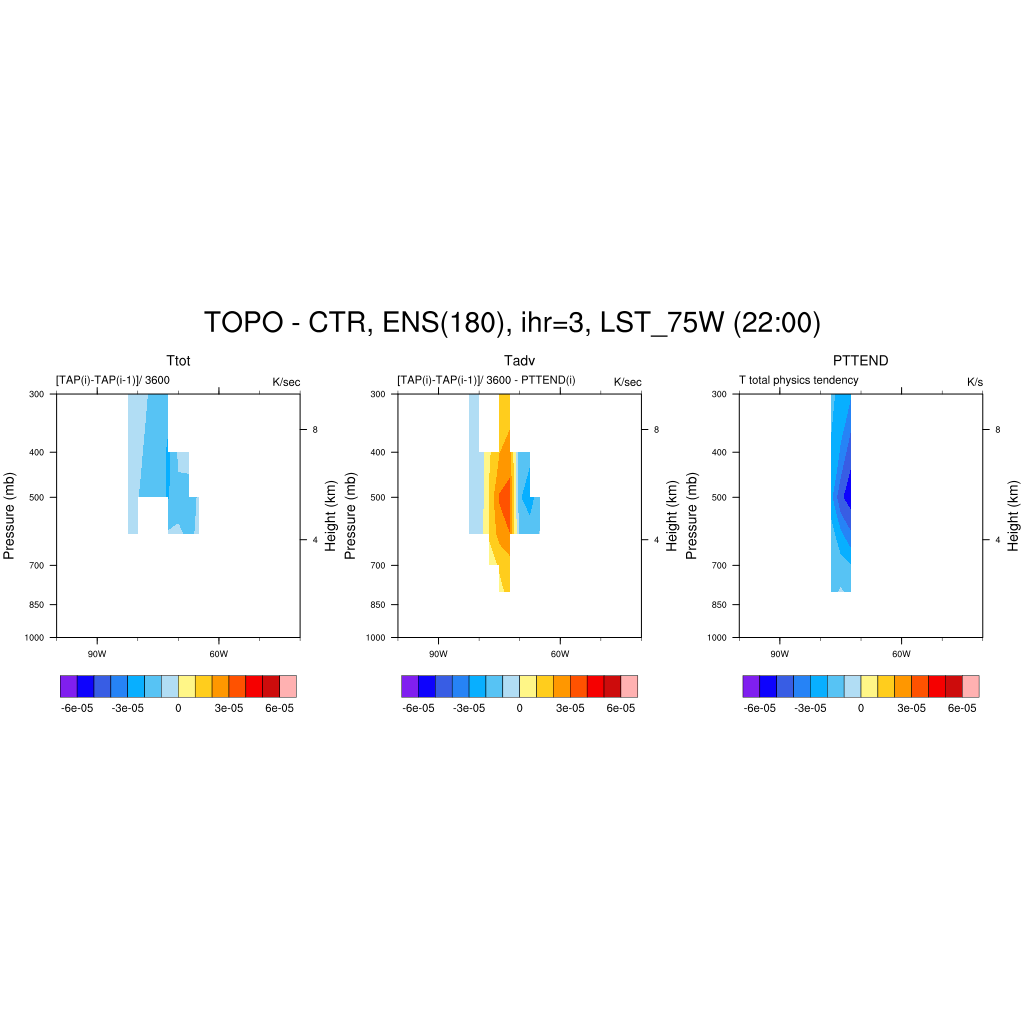 TOPO - CTR, ENS(180), ihr=3, LST_75W (22:00)
Ttot
[TAP(i)-TAP(i-1)]/ 3600 K/sec
300
400
500
700
850
1000
Pressure (mb)
8
4
Height (km)
90W 60W
-6e-05 -3e-05 0 3e-05 6e-05
Tadv
[TAP(i)-TAP(i-1)]/ 3600 - PTTEND(i) K/sec
300
400
500
700
850
1000
Pressure (mb)
8
4
Height (km)
90W 60W
-6e-05 -3e-05 0 3e-05 6e-05
PTTEND
T total physics tendency K/s
300
400
500
700
850
1000
Pressure (mb)
8
4
Height (km)
90W 60W
-6e-05 -3e-05 0 3e-05 6e-05